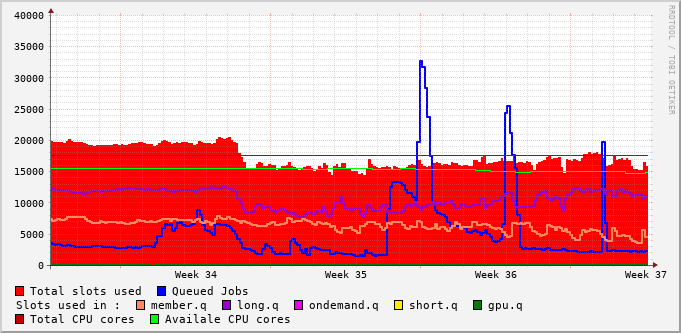 RRDTOOL / TOBI OETIKER
40000
35000
30000
25000
20000
15000
10000
5000
0
Week 34 Week 35 Week 36 Week 37
Total slots used Queued Jobs
Slots used in : member.q long.q ondemand.q short.q gpu.q
Total CPU cores Availale CPU cores